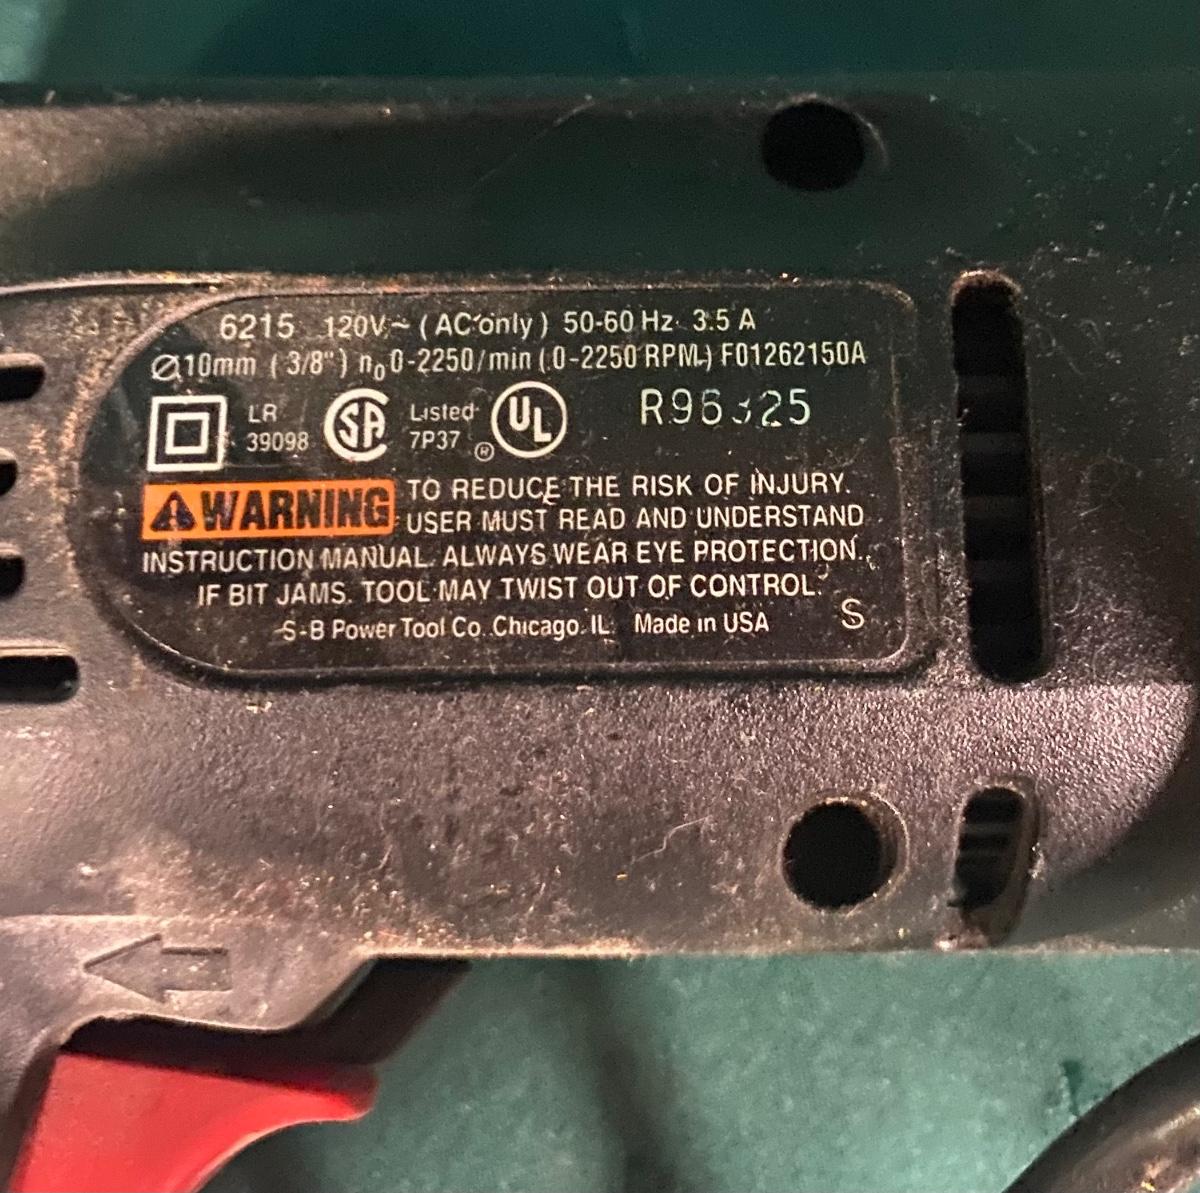 6215 120V~ (AC only) 50-60 Hz 3.5 A
Ø10mm (3/8") n₀ 0-2250/min (0-2250 RPM) F01262150A
LR
39098
SA
Listed
7P37
®
UL
WARNING TO REDUCE THE RISK OF INJURY.
USER MUST READ AND UNDERSTAND
INSTRUCTION MANUAL. ALWAYS WEAR EYE PROTECTION.
IF BIT JAMS. TOOL MAY TWIST OUT OF CONTROL.
S-B Power Tool Co. Chicago. IL. Made in USA S